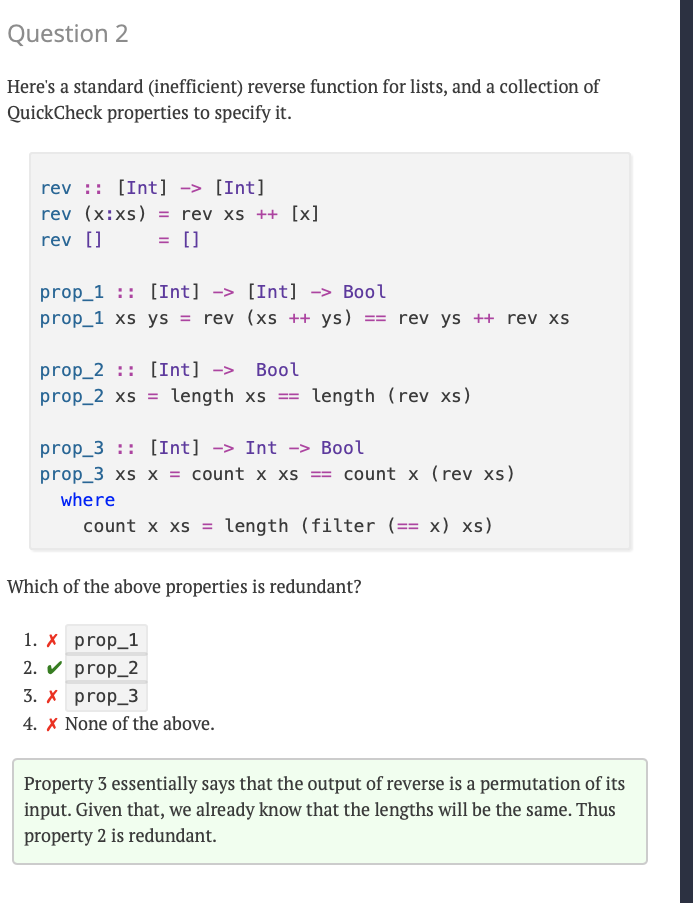 Question 2
Here's a standard (inefficient) reverse function for lists, and a collection of
QuickCheck properties to specify it.
rev :: [Int] -> [Int]
rev (x:xs) = rev xs ++ [x]
rev []     = []
prop_1 :: [Int] -> [Int] -> Bool
prop_1 xs ys = rev (xs ++ ys) == rev ys ++ rev xs
prop_2 :: [Int] ->  Bool
prop_2 xs = length xs == length (rev xs)
prop_3 :: [Int] -> Int -> Bool
prop_3 xs x = count x xs == count x (rev xs)
  where
    count x xs = length (filter (== x) xs)
Which of the above properties is redundant?
1. ✗ prop_1
2. ✔ prop_2
3. ✗ prop_3
4. ✗ None of the above.
Property 3 essentially says that the output of reverse is a permutation of its
input. Given that, we already know that the lengths will be the same. Thus
property 2 is redundant.